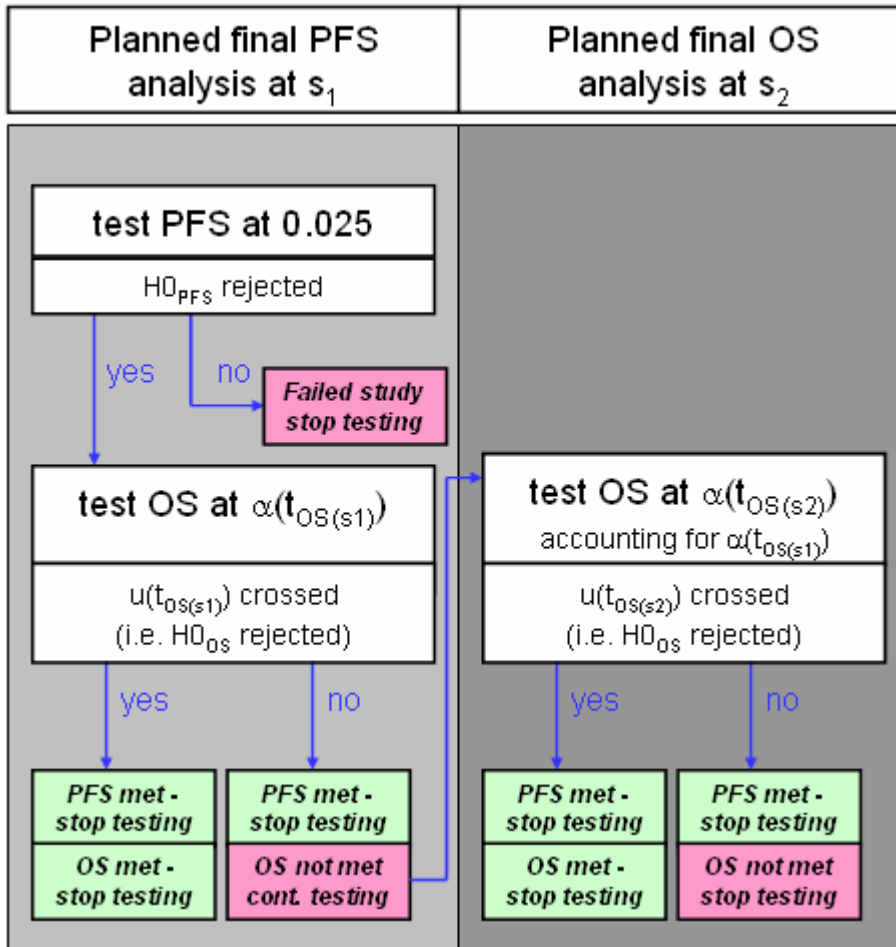 Planned final PFS
analysis at s₁
Planned final OS
analysis at s₂
test PFS at 0.025
H0PFS rejected
yes
no
Failed study
stop testing
test OS at α(tOS(s1))
u(tOS(s1)) crossed
(i.e. H0OS rejected)
yes
no
PFS met -
stop testing
OS met -
stop testing
PFS met -
stop testing
OS not met
cont. testing
test OS at α(tOS(s2))
accounting for α(tOS(s1))
u(tOS(s2)) crossed
(i.e. H0OS rejected)
yes
no
PFS met -
stop testing
OS met -
stop testing
PFS met -
stop testing
OS not met
stop testing